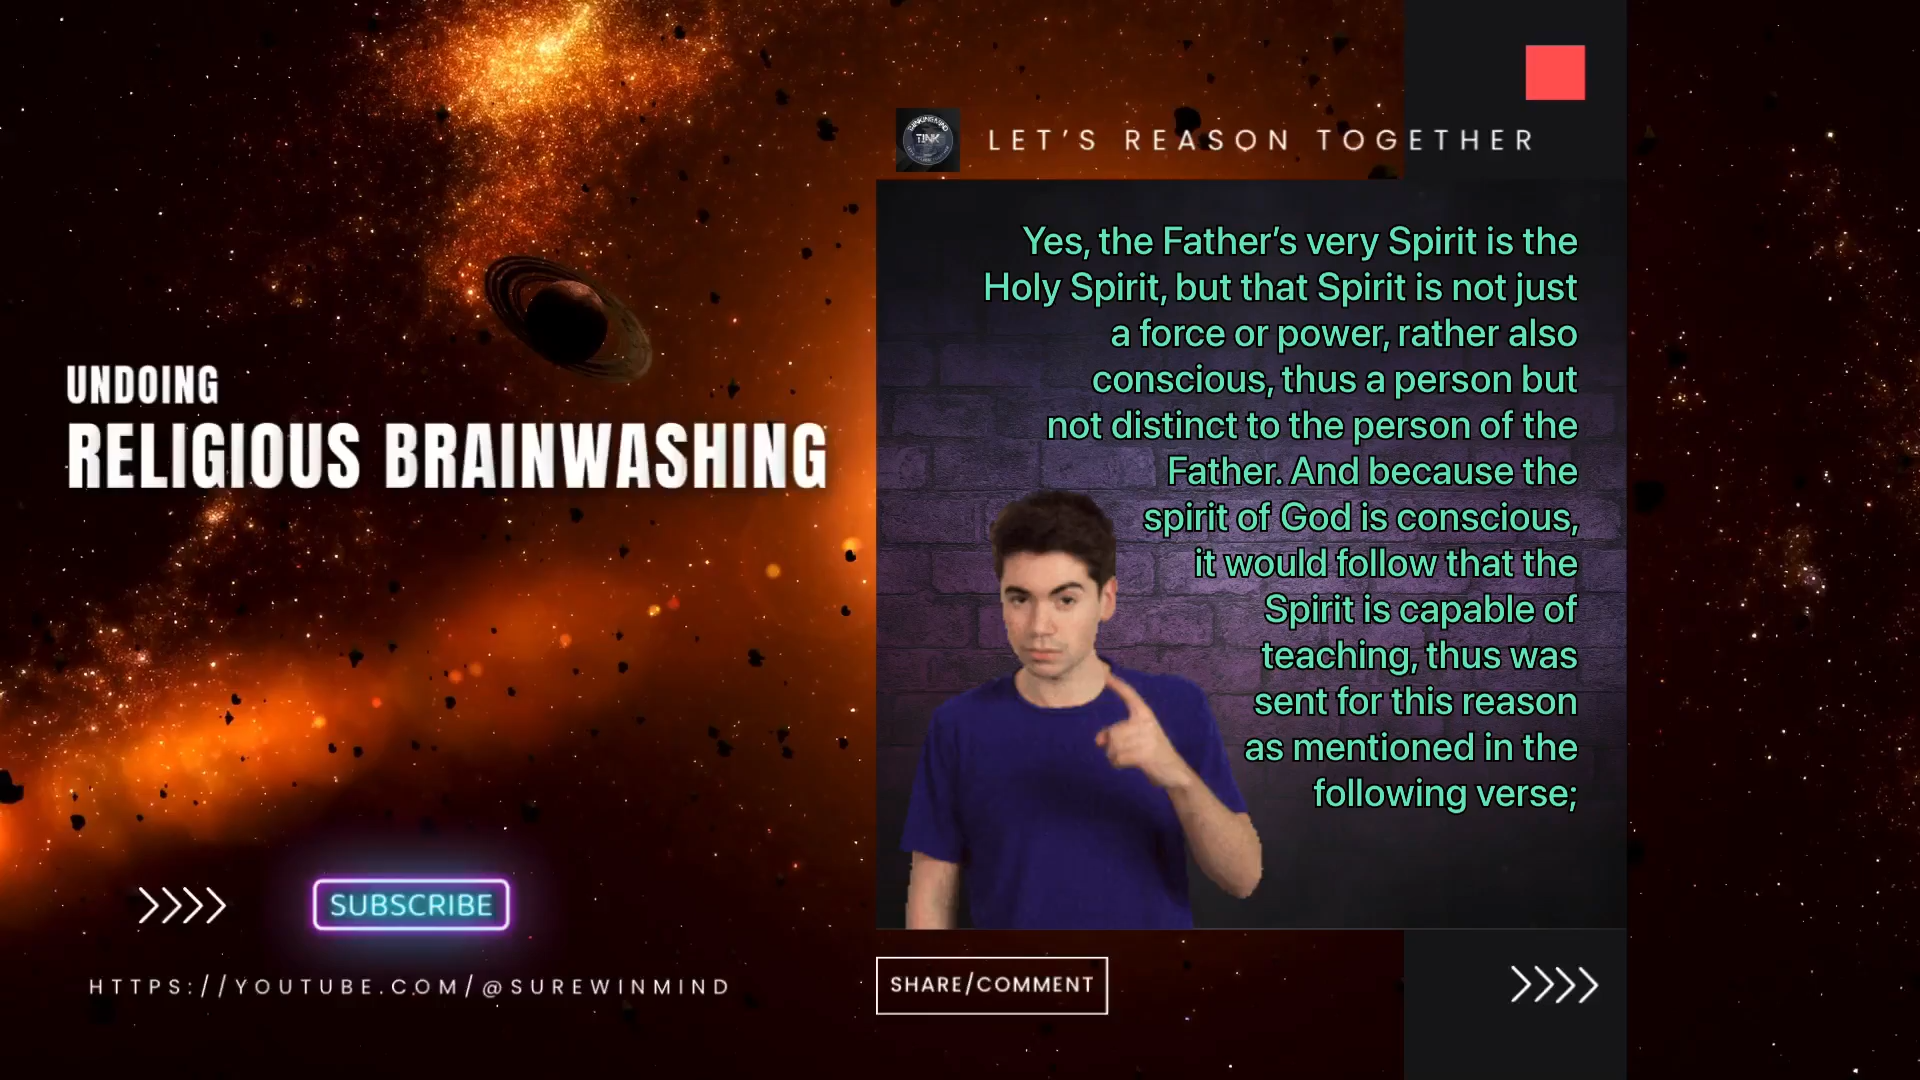 LET’S REASON TOGETHER
Yes, the Father’s very Spirit is the
Holy Spirit, but that Spirit is not just
a force or power, rather also
conscious, thus a person but
not distinct to the person of the
Father. And because the
spirit of God is conscious,
it would follow that the
Spirit is capable of
teaching, thus was
sent for this reason
as mentioned in the
following verse;
UNDOING
RELIGIOUS BRAINWASHING
SUBSCRIBE
HTTPS://YOUTUBE.COM/@SUREWINMIND
SHARE/COMMENT